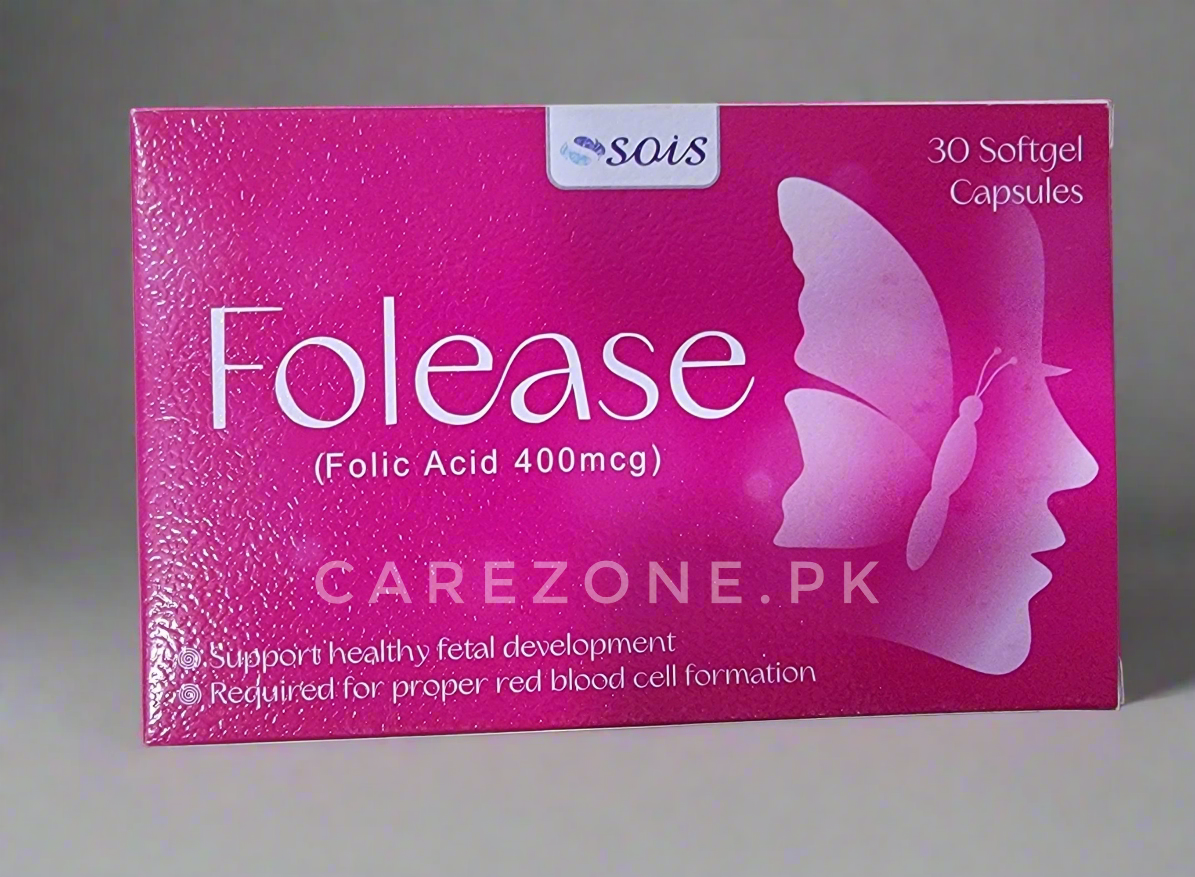 sois
30 Softgel
Capsules
Folease
(Folic Acid 400mcg)
CAREZONE.PK
Support healthy fetal development
Required for proper red blood cell formation